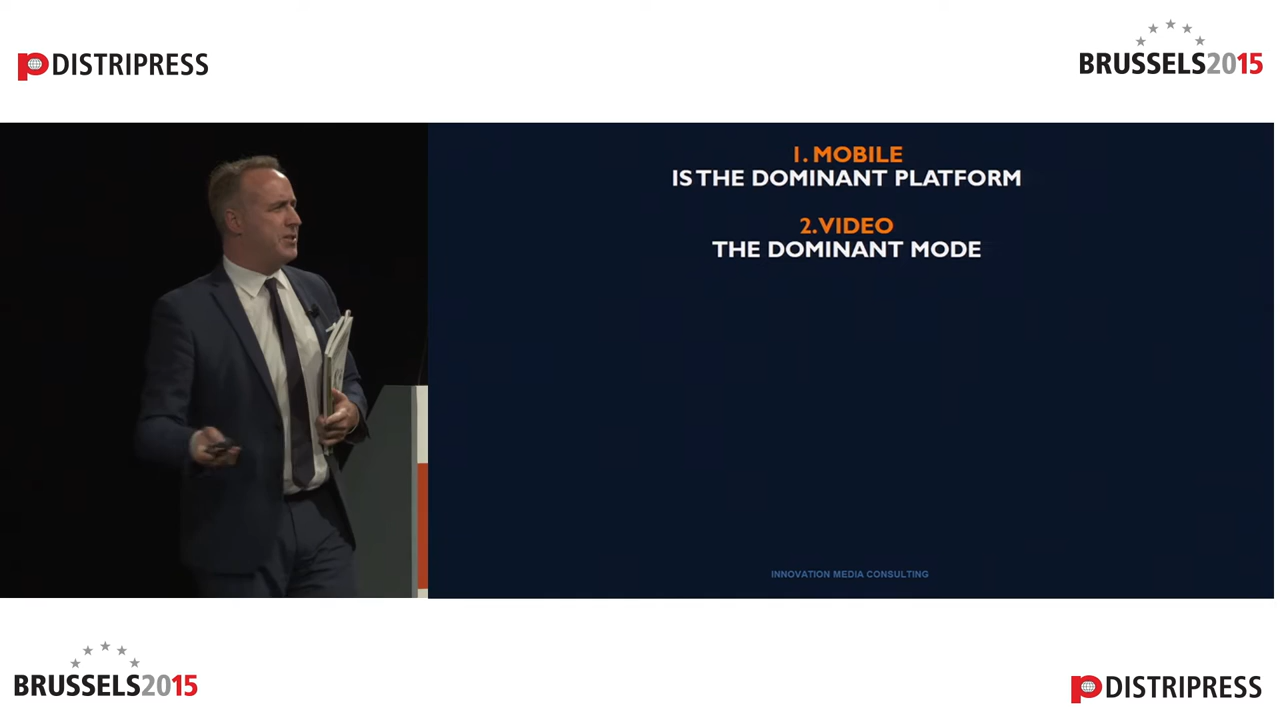 DISTRIPRESS
BRUSSELS2015
1. MOBILE
IS THE DOMINANT PLATFORM
2. VIDEO
THE DOMINANT MODE
INNOVATION MEDIA CONSULTING
BRUSSELS2015
DISTRIPRESS